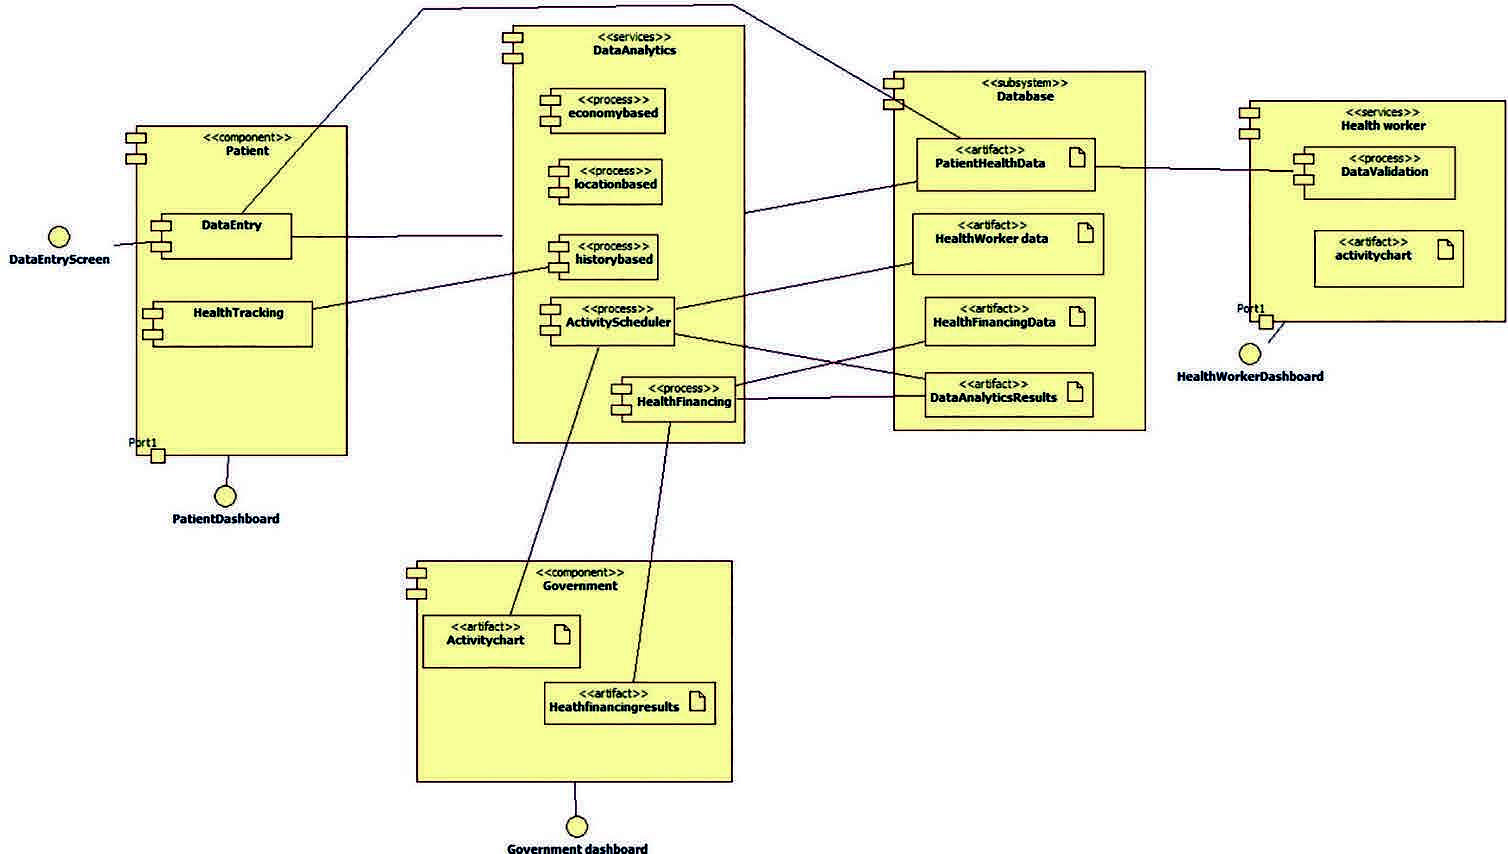 <<component>>
Patient
DataEntry
HealthTracking
Port1
DataEntryScreen
PatientDashboard
<<services>>
DataAnalytics
<<process>>
economybased
<<process>>
locationbased
<<process>>
historybased
<<process>>
ActivityScheduler
<<process>>
HealthFinancing
<<subsystem>>
Database
<<artifact>>
PatientHealthData
<<artifact>>
HealthWorker data
<<artifact>>
HealthFinancingData
<<artifact>>
DataAnalyticsResults
<<services>>
Health worker
<<process>>
DataValidation
<<artifact>>
activitychart
Port1
HealthWorkerDashboard
<<component>>
Government
<<artifact>>
Activitychart
<<artifact>>
Heathfinancingresults
Government dashboard